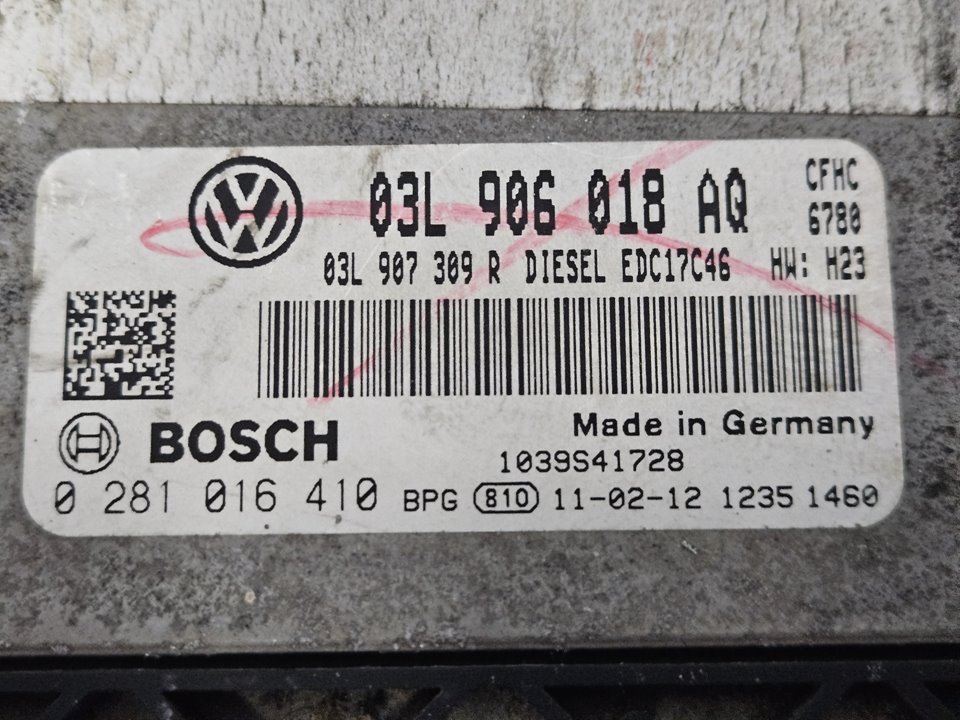 03L 906 018 AQ
CFHC
6780
03L 907 309 R DIESEL EDC17C46 HW: H23
Made in Germany
BOSCH
1039S41728
0 281 016 410 BPG 810 11-02-12 1235 1460